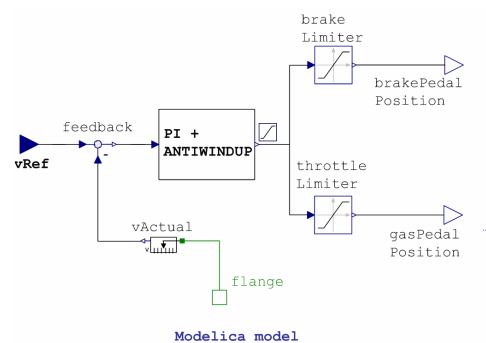 brake
Limiter
brakePedal
Position
feedback
PI +
ANTIWINDUP
vRef
-
throttle
Limiter
vActual
v
gasPedal
Position
flange
Modelica model